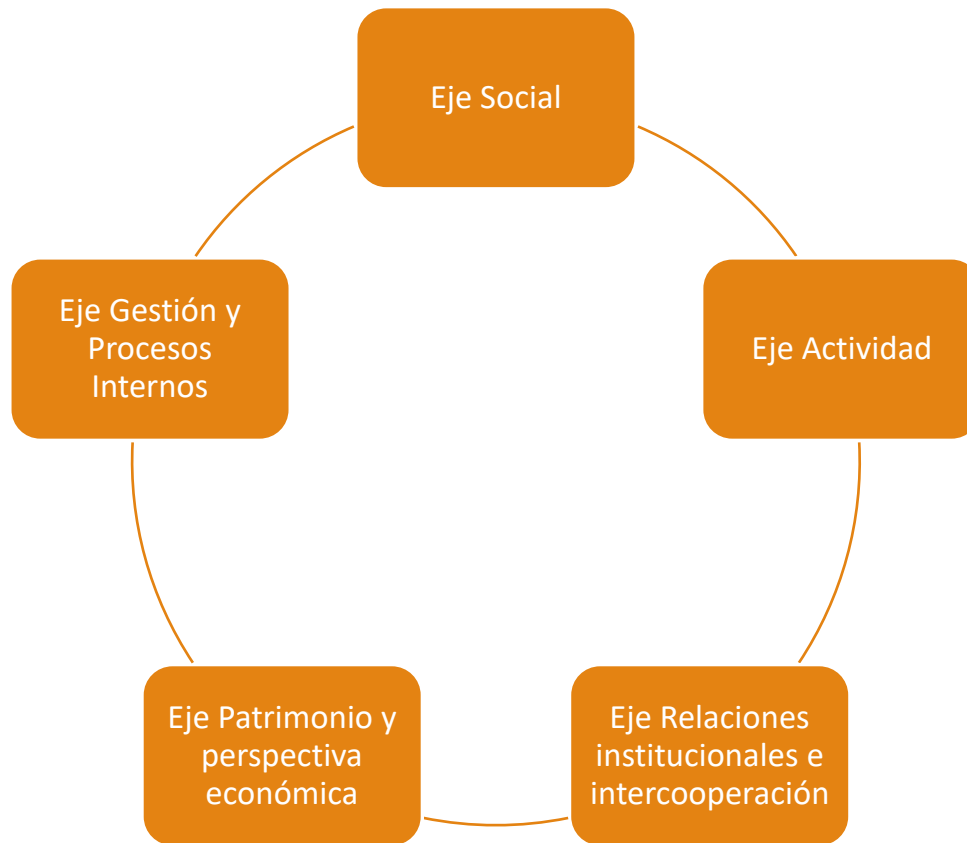 Eje Social
Eje Gestión y
Procesos
Internos
Eje Actividad
Eje Patrimonio y
perspectiva
económica
Eje Relaciones
institucionales e
intercooperación